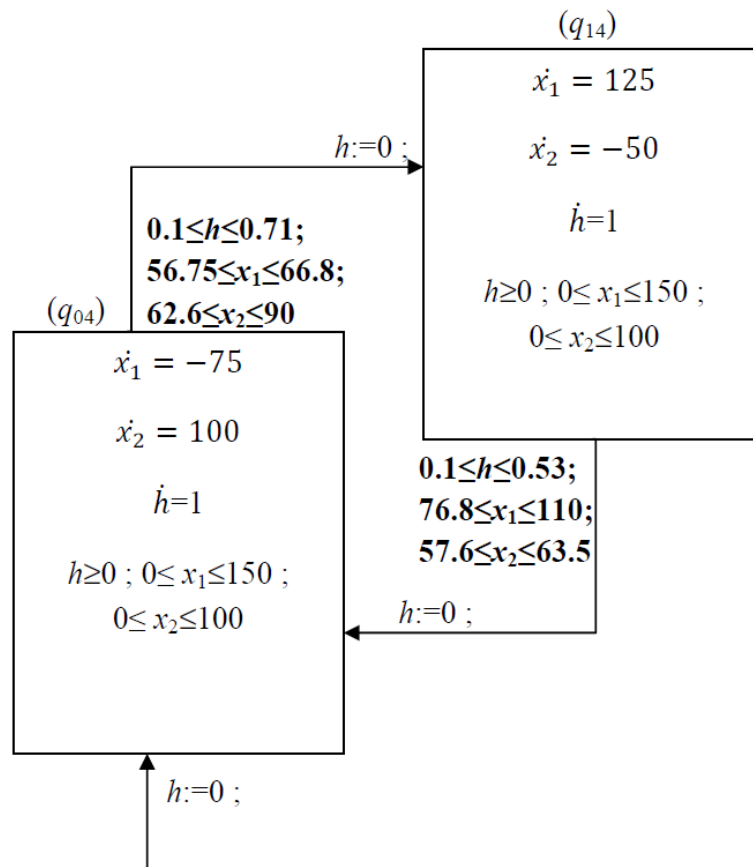 (q₁₄)
ẋ₁ = 125
ẋ₂ = −50
ḣ=1
h≥0 ; 0≤ x₁≤150 ;
0≤ x₂≤100
h:=0 ;
0.1≤h≤0.71;
56.75≤x₁≤66.8;
62.6≤x₂≤90
(q₀₄)
ẋ₁ = −75
ẋ₂ = 100
ḣ=1
h≥0 ; 0≤ x₁≤150 ;
0≤ x₂≤100
0.1≤h≤0.53;
76.8≤x₁≤110;
57.6≤x₂≤63.5
h:=0 ;
h:=0 ;